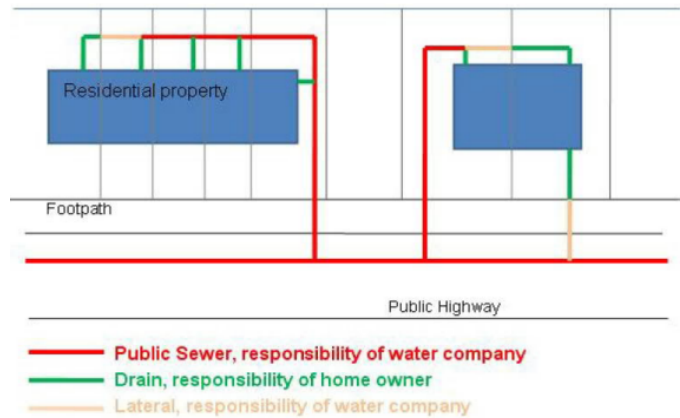 Residential property
Footpath
Public Highway
Public Sewer, responsibility of water company
Drain, responsibility of home owner
Lateral, responsibility of water company